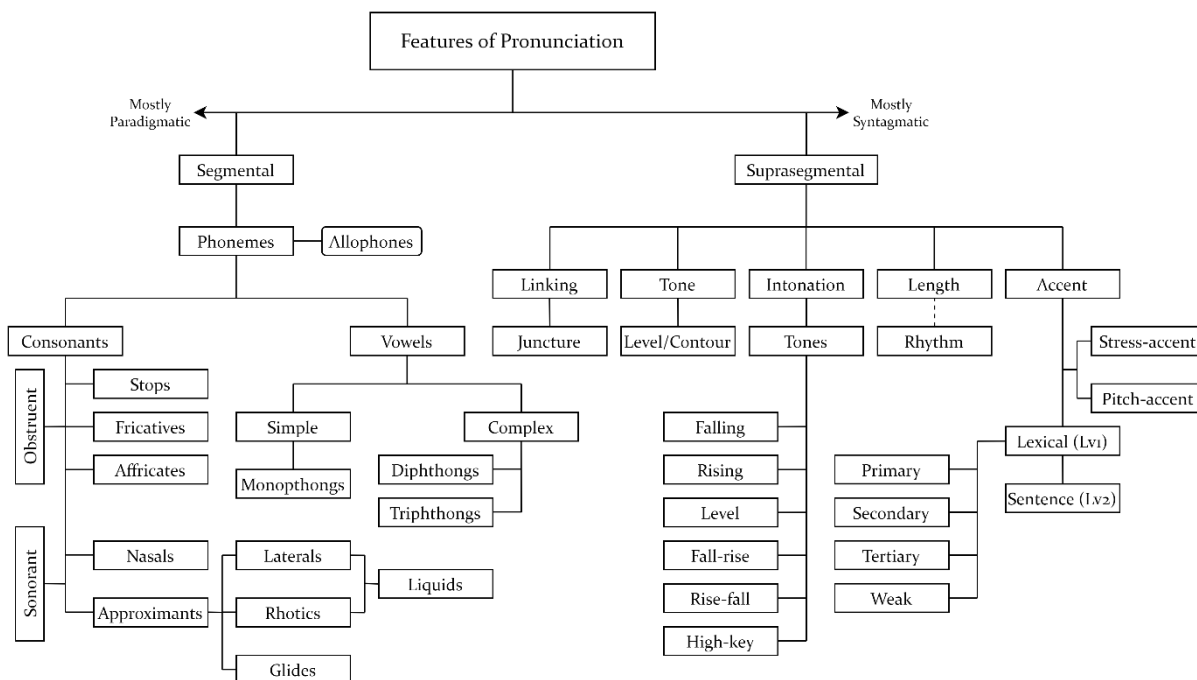 Features of Pronunciation
Mostly
Paradigmatic
Mostly
Syntagmatic
Segmental
Suprasegmental
Phonemes
Allophones
Linking
Tone
Intonation
Length
Accent
Consonants
Vowels
Juncture
Level/Contour
Tones
Rhythm
Stress-accent
Pitch-accent
Obstruent
Stops
Fricatives
Affricates
Simple
Complex
Monopthongs
Diphthongs
Triphthongs
Falling
Rising
Level
Fall-rise
Rise-fall
High-key
Lexical (Lv1)
Sentence (Lv2)
Primary
Secondary
Tertiary
Weak
Sonorant
Nasals
Approximants
Laterals
Rhotics
Glides
Liquids